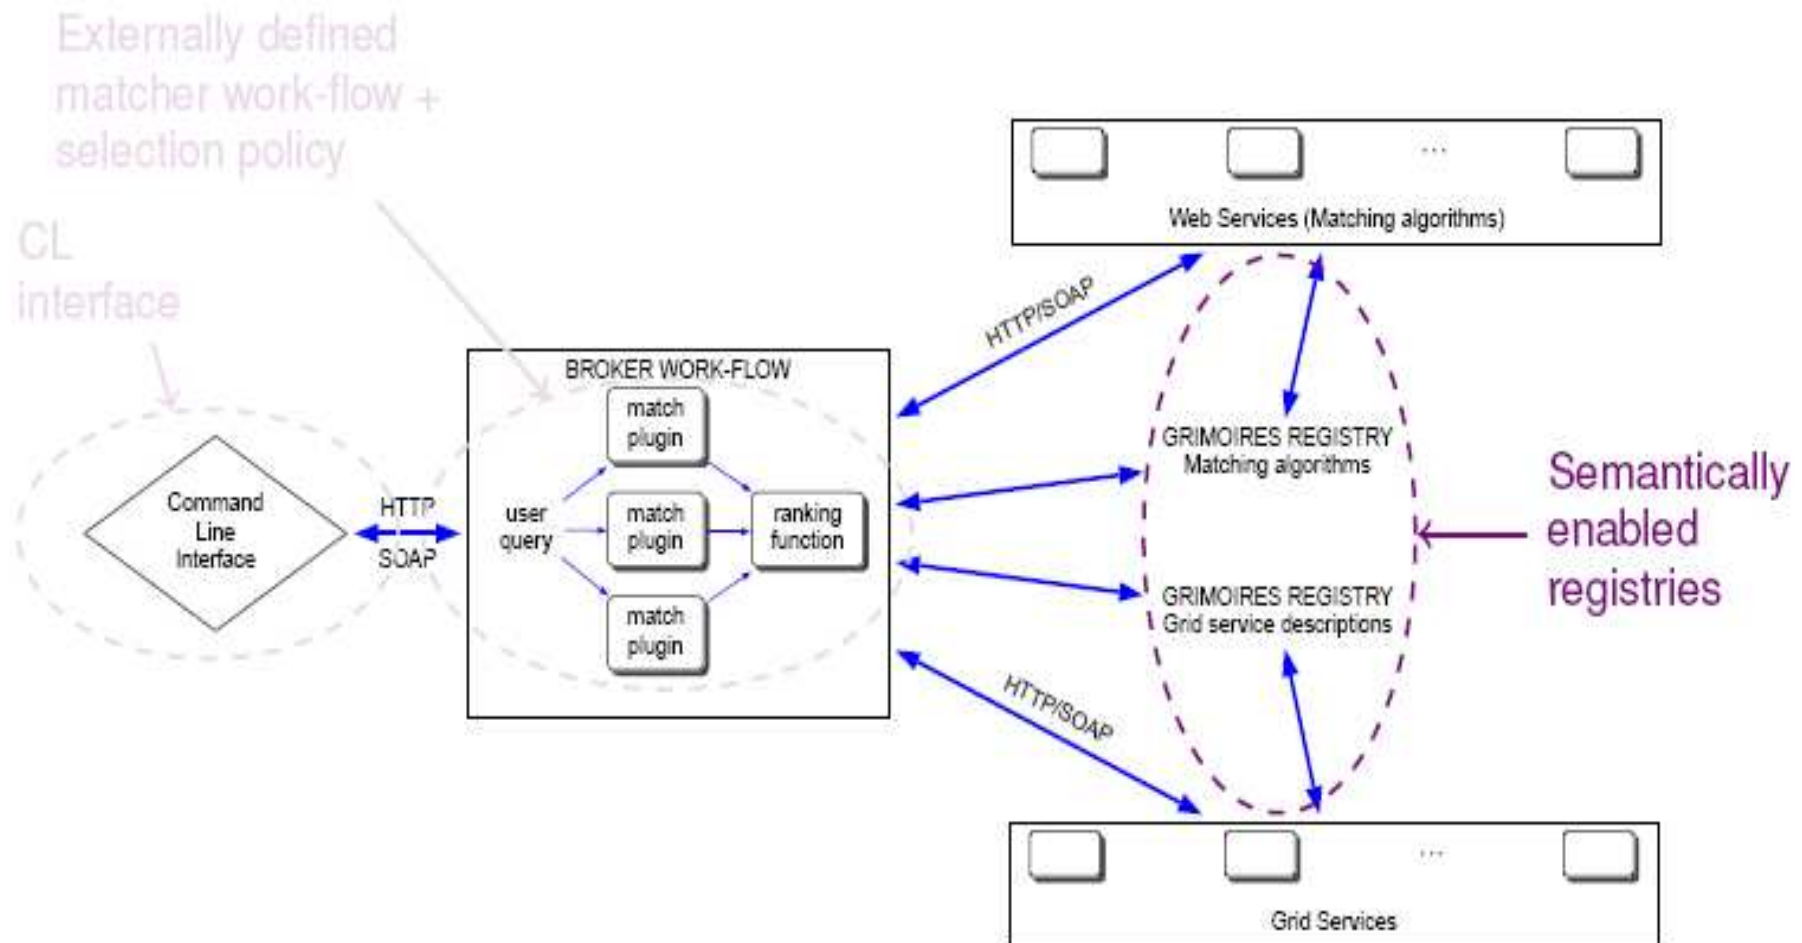 Externally defined
matcher work-flow +
selection policy
CL
interface
Command
Line
Interface
HTTP
SOAP
BROKER WORK-FLOW
user
query
match
plugin
match
plugin
match
plugin
ranking
function
HTTP/SOAP
HTTP/SOAP
...
Web Services (Matching algorithms)
GRIMOIRES REGISTRY
Matching algorithms
GRIMOIRES REGISTRY
Grid service descriptions
Semantically
enabled
registries
...
Grid Services